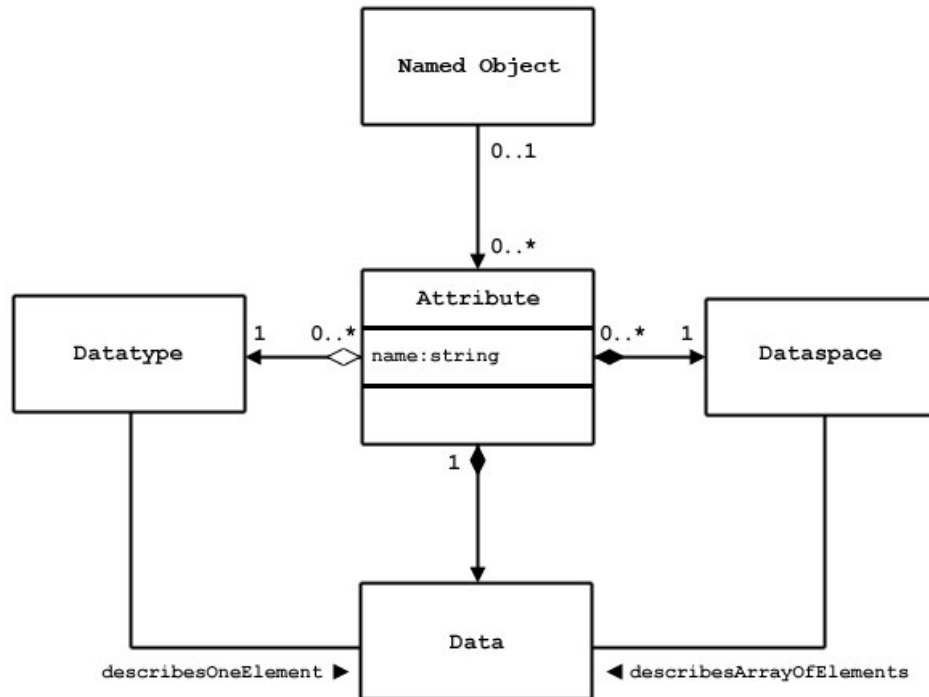 Named Object
0..1
0..*
Attribute
Datatype
1
0..*
name:string
0..*
1
Dataspace
1
Data
describesOneElement ►
◄ describesArrayOfElements